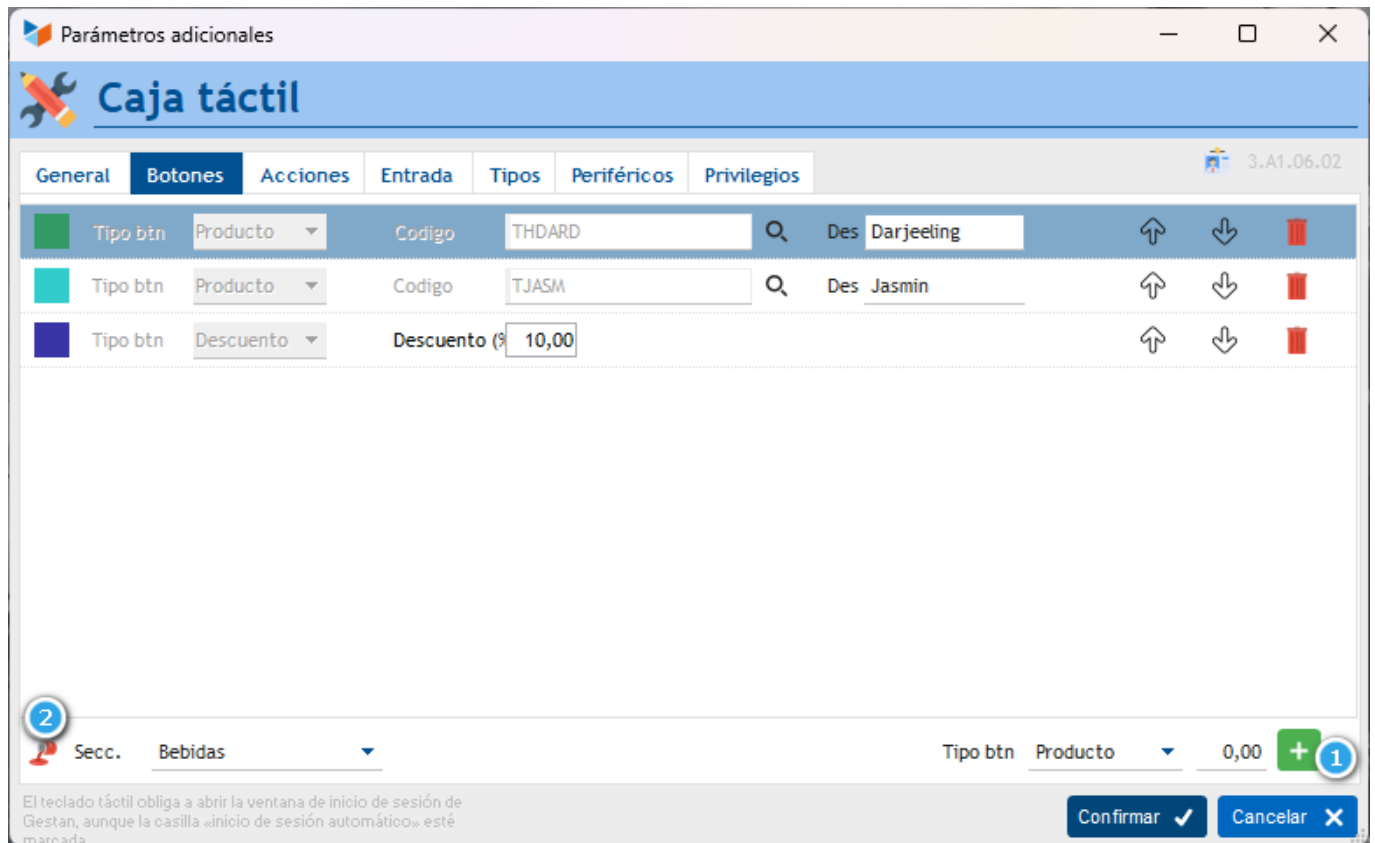 Parámetros adicionales
Caja táctil
General Botones Acciones Entrada Tipos Periféricos Privilegios 3.A1.06.02
Tipo btn Producto Codigo THDARD Des Darjeeling
Tipo btn Producto Codigo TJASM Des Jasmin
Tipo btn Descuento Descuento (% 10,00
2
Secc. Bebidas Tipo btn Producto 0,00 + 1
El teclado táctil obliga a abrir la ventana de inicio de sesión de
Gestan, aunque la casilla «inicio de sesión automático» esté
marcada
Confirmar Cancelar